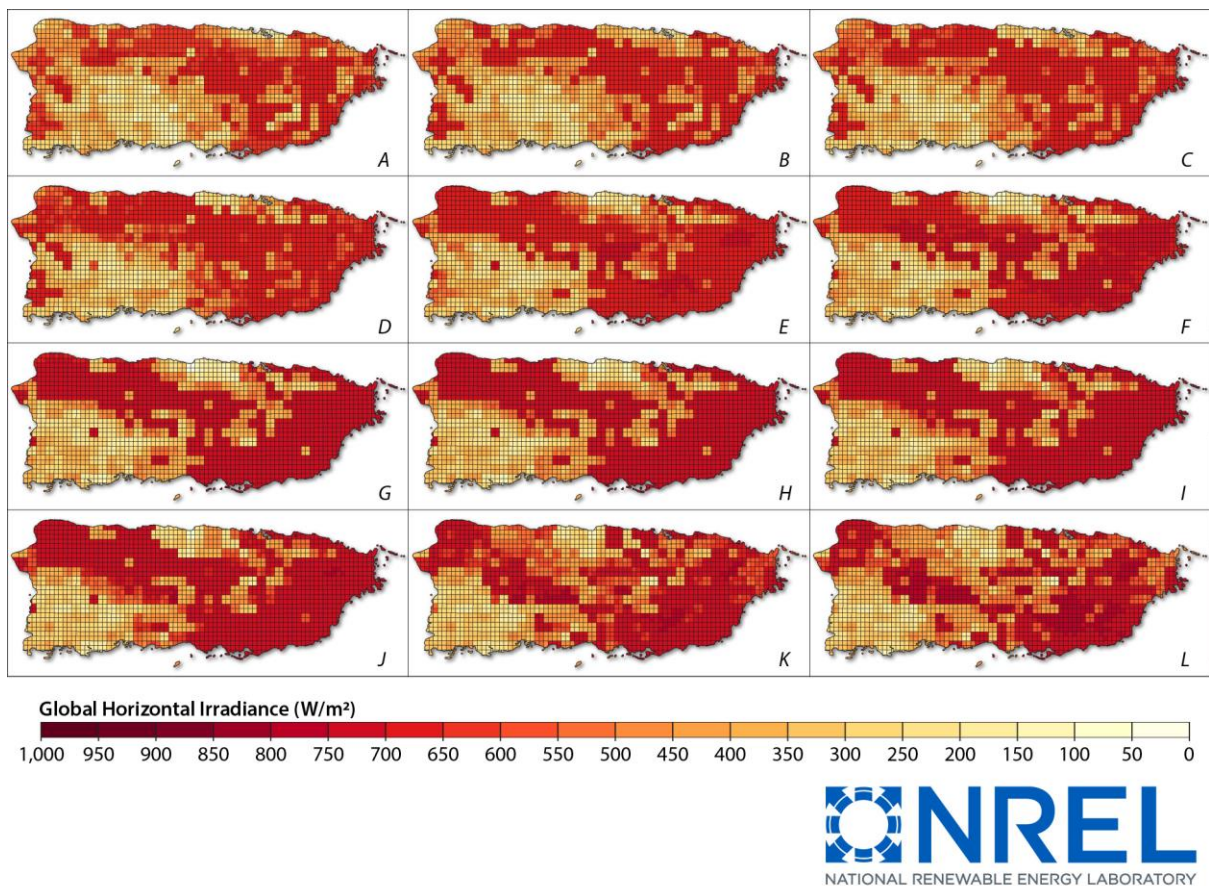 A
B
C
D
E
F
G
H
I
J
K
L
Global Horizontal Irradiance (W/m²)
1,000 950 900 850 800 750 700 650 600 550 500 450 400 350 300 250 200 150 100 50 0
NREL
NATIONAL RENEWABLE ENERGY LABORATORY